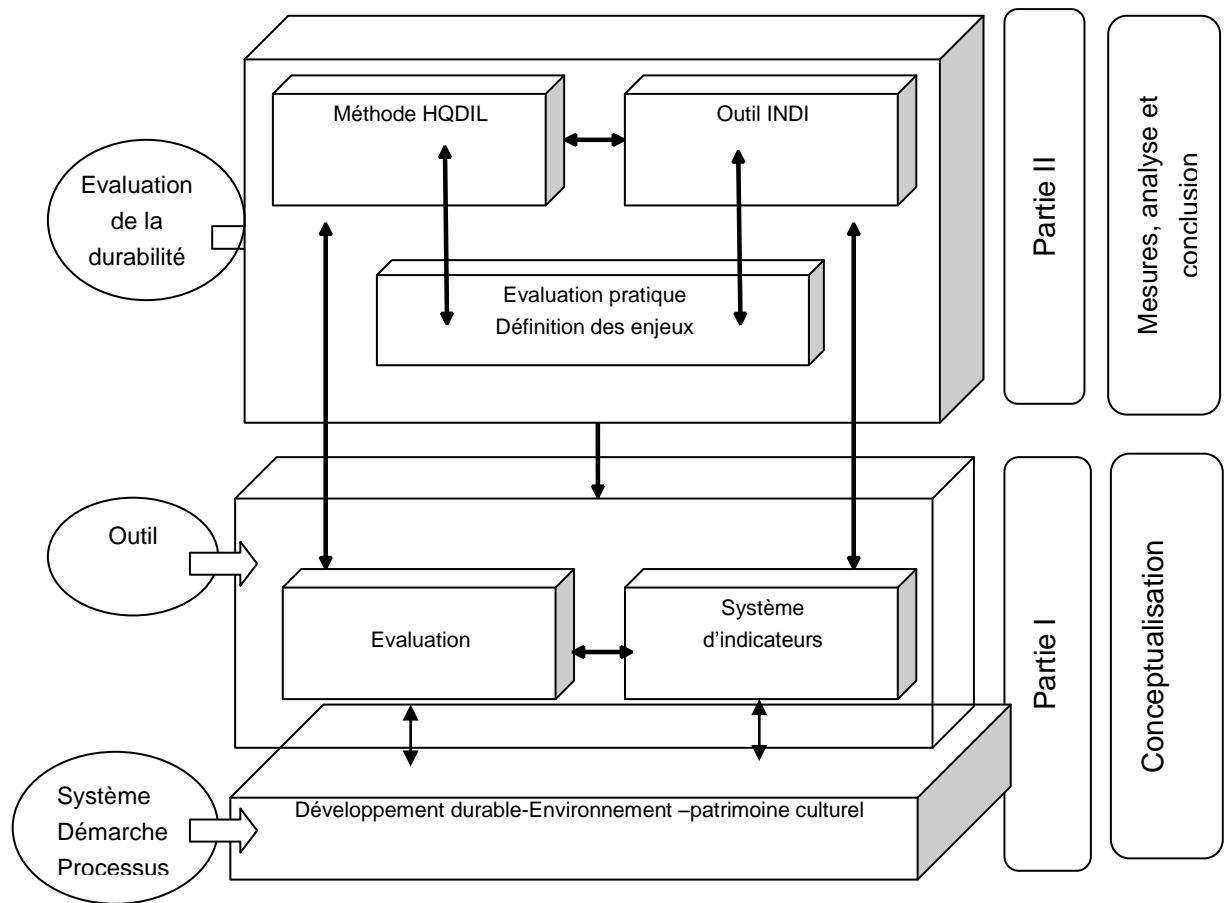 Méthode HQDIL
Outil INDI
Evaluation
de la
durabilité
Evaluation pratique
Définition des enjeux
Partie II
Mesures, analyse et
conclusion
Outil
Evaluation
Système
d'indicateurs
Partie I
Conceptualisation
Système
Démarche
Processus
Développement durable-Environnement –patrimoine culturel